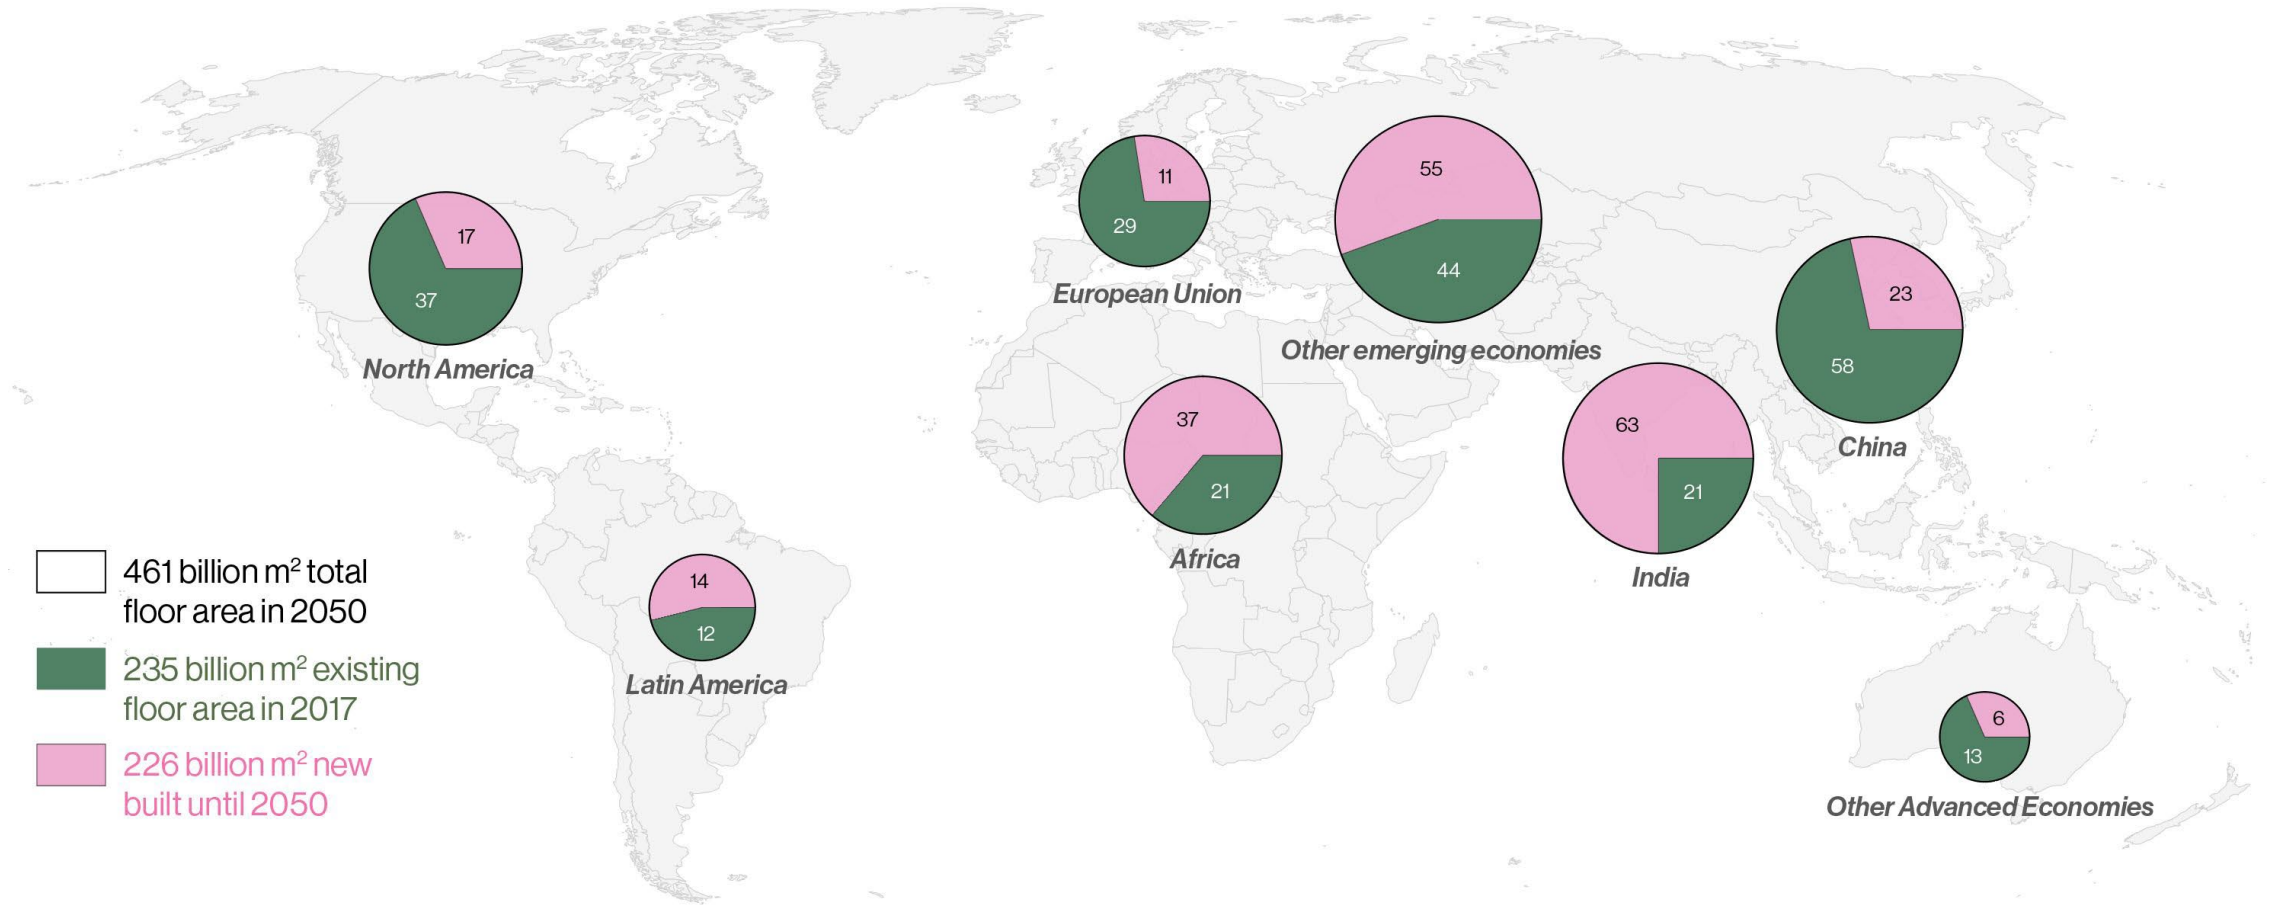 11
29
European Union
55
44
Other emerging economies
17
37
North America
23
58
China
37
21
Africa
63
21
India
14
12
Latin America
6
13
Other Advanced Economies
461 billion m² total
floor area in 2050
235 billion m² existing
floor area in 2017
226 billion m² new
built until 2050